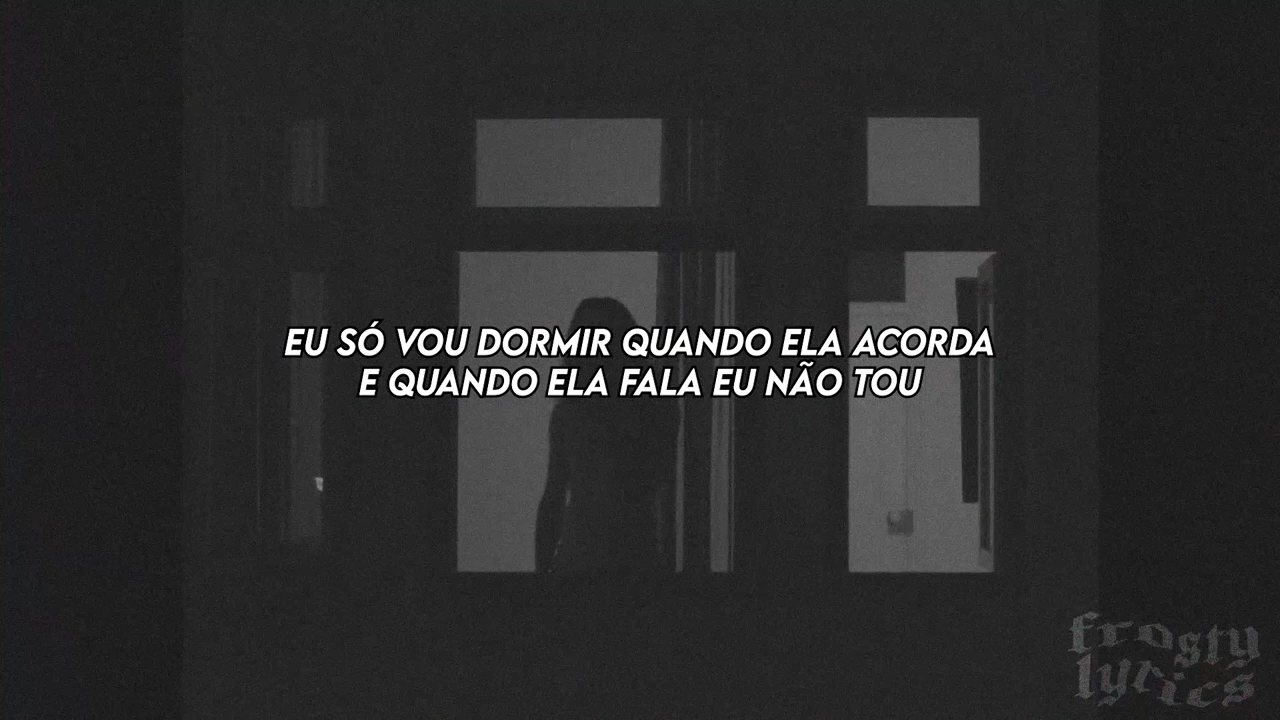 EU SÓ VOU DORMIR QUANDO ELA ACORDA
E QUANDO ELA FALA EU NÃO TOU
frosty
lyrics